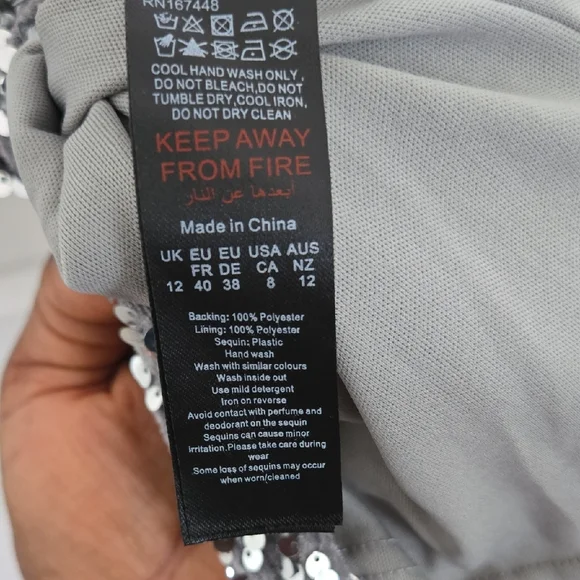 RN167448
COOL HAND WASH ONLY,
DO NOT BLEACH,DO NOT
TUMBLE DRY,COOL IRON,
DO NOT DRY CLEAN
KEEP AWAY
FROM FIRE
أبعدها عن النار
Made in China
UK EU EU USA AUS
FR DE CA NZ
12 40 38 8 12
Backing: 100% Polyester
Lining: 100% Polyester
Sequin: Plastic
Hand wash
Wash with similar colours
Wash inside out
Use mild detergent
Iron on reverse
Avoid contact with perfume and
deodorant on the sequin
Sequins can cause minor
irritation.Please take care during
wear
.Some loss of sequins may occur
when worn/cleaned